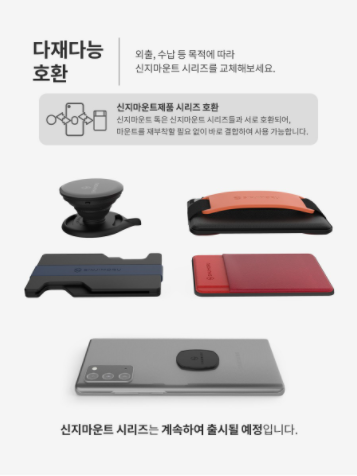 다재다능
호환
외출, 수납 등 목적에 따라
신지마운트 시리즈를 교체해보세요.
신지마운트제품 시리즈 호환
신지마운트 톡은 신지마운트 시리즈들과 서로 호환되어,
마운트를 재부착할 필요 없이 바로 결합하여 사용 가능합니다.
신지마운트 시리즈는 계속하여 출시될 예정입니다.